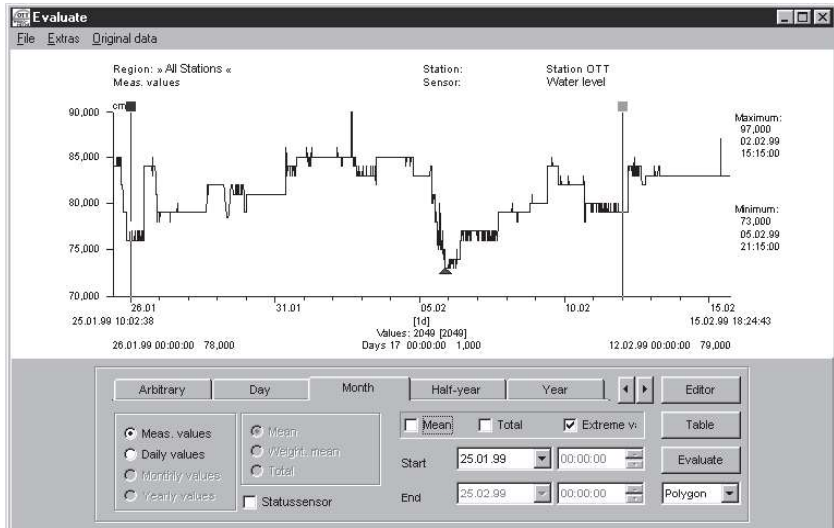 Evaluate
File Extras Original data
Region: » All Stations « Station: Station OTT
Meas. values Sensor: Water level
cm
90,000
85,000
80,000
75,000
70,000
Maximum:
97,000
02.02.99
15:15:00
Minimum:
73,000
05.02.99
21:15:00
26.01 31.01 05.02 10.02 15.02
25.01.99 10:02:38 [1d] 15.02.99 18:24:43
Values: 2049 [2049]
26.01.99 00:00:00 78,000 Days 17 00:00:00 1,000 12.02.99 00:00:00 79,000
Arbitrary Day Month Half-year Year Editor
Meas. values Mean Mean Total Extreme v: Table
Daily values Weight. mean Start 25.01.99 00:00:00 Evaluate
Monthly values Total
Yearly values Statussensor End 25.02.99 00:00:00 Polygon